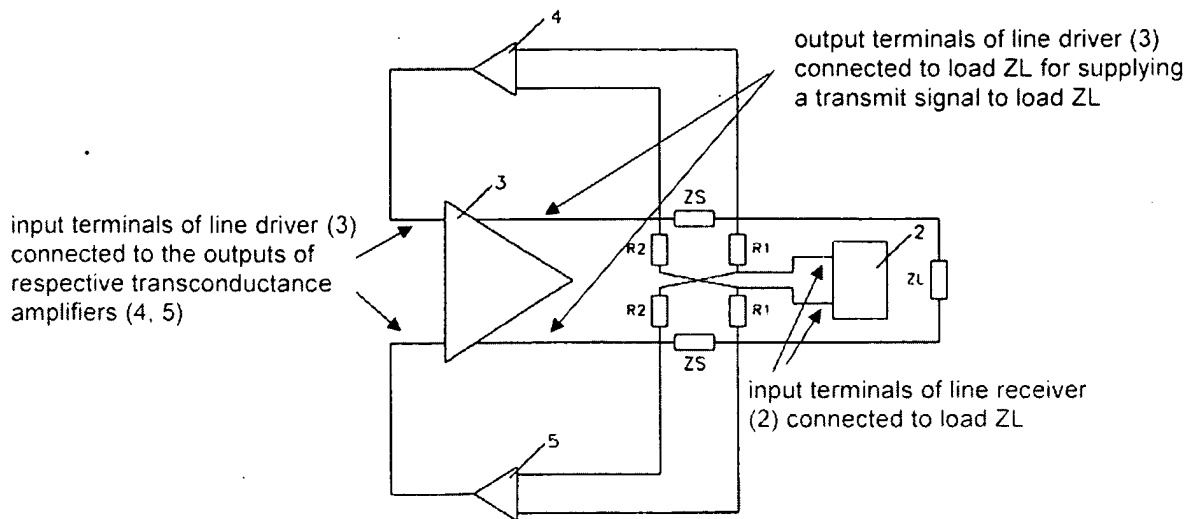 4
output terminals of line driver (3)
connected to load ZL for supplying
a transmit signal to load ZL
3
input terminals of line driver (3)
connected to the outputs of
respective transconductance
amplifiers (4, 5)
ZS
2
R2
R1
ZL
R2
R1
ZS
input terminals of line receiver
(2) connected to load ZL
5